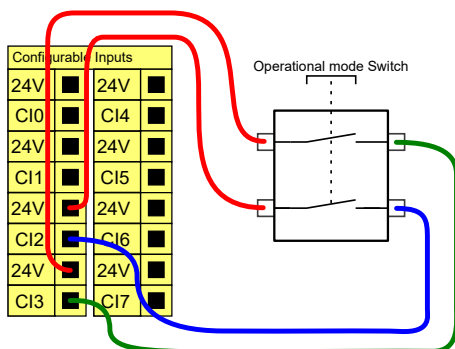 Configurable Inputs
Operational mode Switch
24V 24V
CI0 CI4
24V 24V
CI1 CI5
24V 24V
CI2 CI6
24V 24V
CI3 CI7